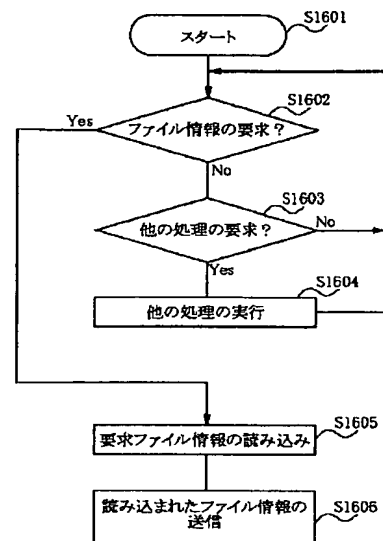 スタート
S1601
S1602
Yes
ファイル情報の要求?
No
S1603
他の処理の要求?
No
Yes
S1604
他の処理の実行
S1605
要求ファイル情報の読み込み
読み込まれたファイル情報の
送信
S1606